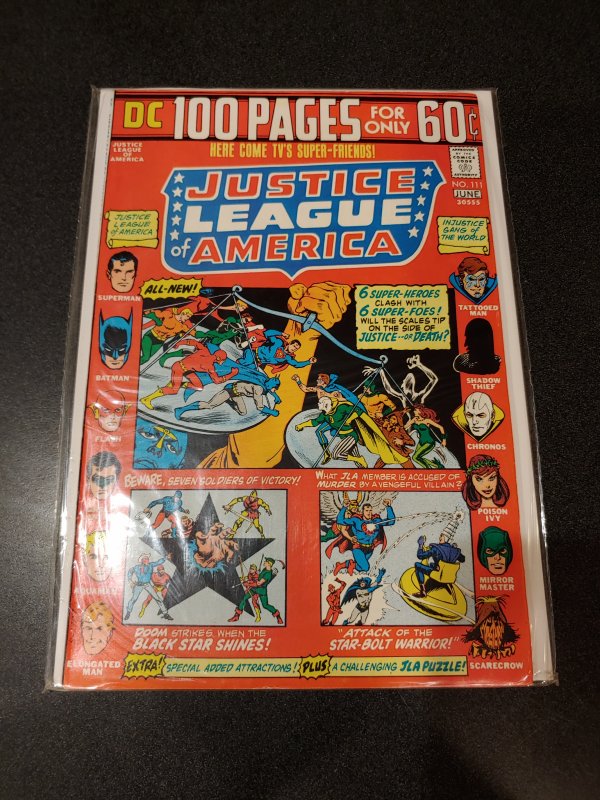 DC 100 PAGES FOR ONLY 60¢
HERE COME TV'S SUPER-FRIENDS!
JUSTICE
LEAGUE
OF
AMERICA
APPROVED
BY THE
COMICS
CODE
AUTHORITY
NO. 111
JUNE
30555
JUSTICE
LEAGUE
of AMERICA
JUSTICE
LEAGUE
of AMERICA
INJUSTICE
GANG OF
THE WORLD
ALL-NEW!
6 SUPER-HEROES
CLASH WITH
6 SUPER-FOES!
WILL THE SCALES TIP
ON THE SIDE OF
JUSTICE--OR DEATH?
SUPERMAN
BATMAN
FLASH
AQUAMAN
ELONGATED
MAN
TATTOOED
MAN
SHADOW
THIEF
CHRONOS
POISON
IVY
MIRROR
MASTER
SCARECROW
BEWARE, SEVEN SOLDIERS OF VICTORY!
DOOM STRIKES WHEN THE
BLACK STAR SHINES!
WHAT JLA MEMBER IS ACCUSED OF
MURDER BY A VENGEFUL VILLAIN?
"ATTACK OF THE
STAR-BOLT WARRIOR!"
EXTRA! SPECIAL ADDED ATTRACTIONS! PLUS A CHALLENGING JLA PUZZLE!